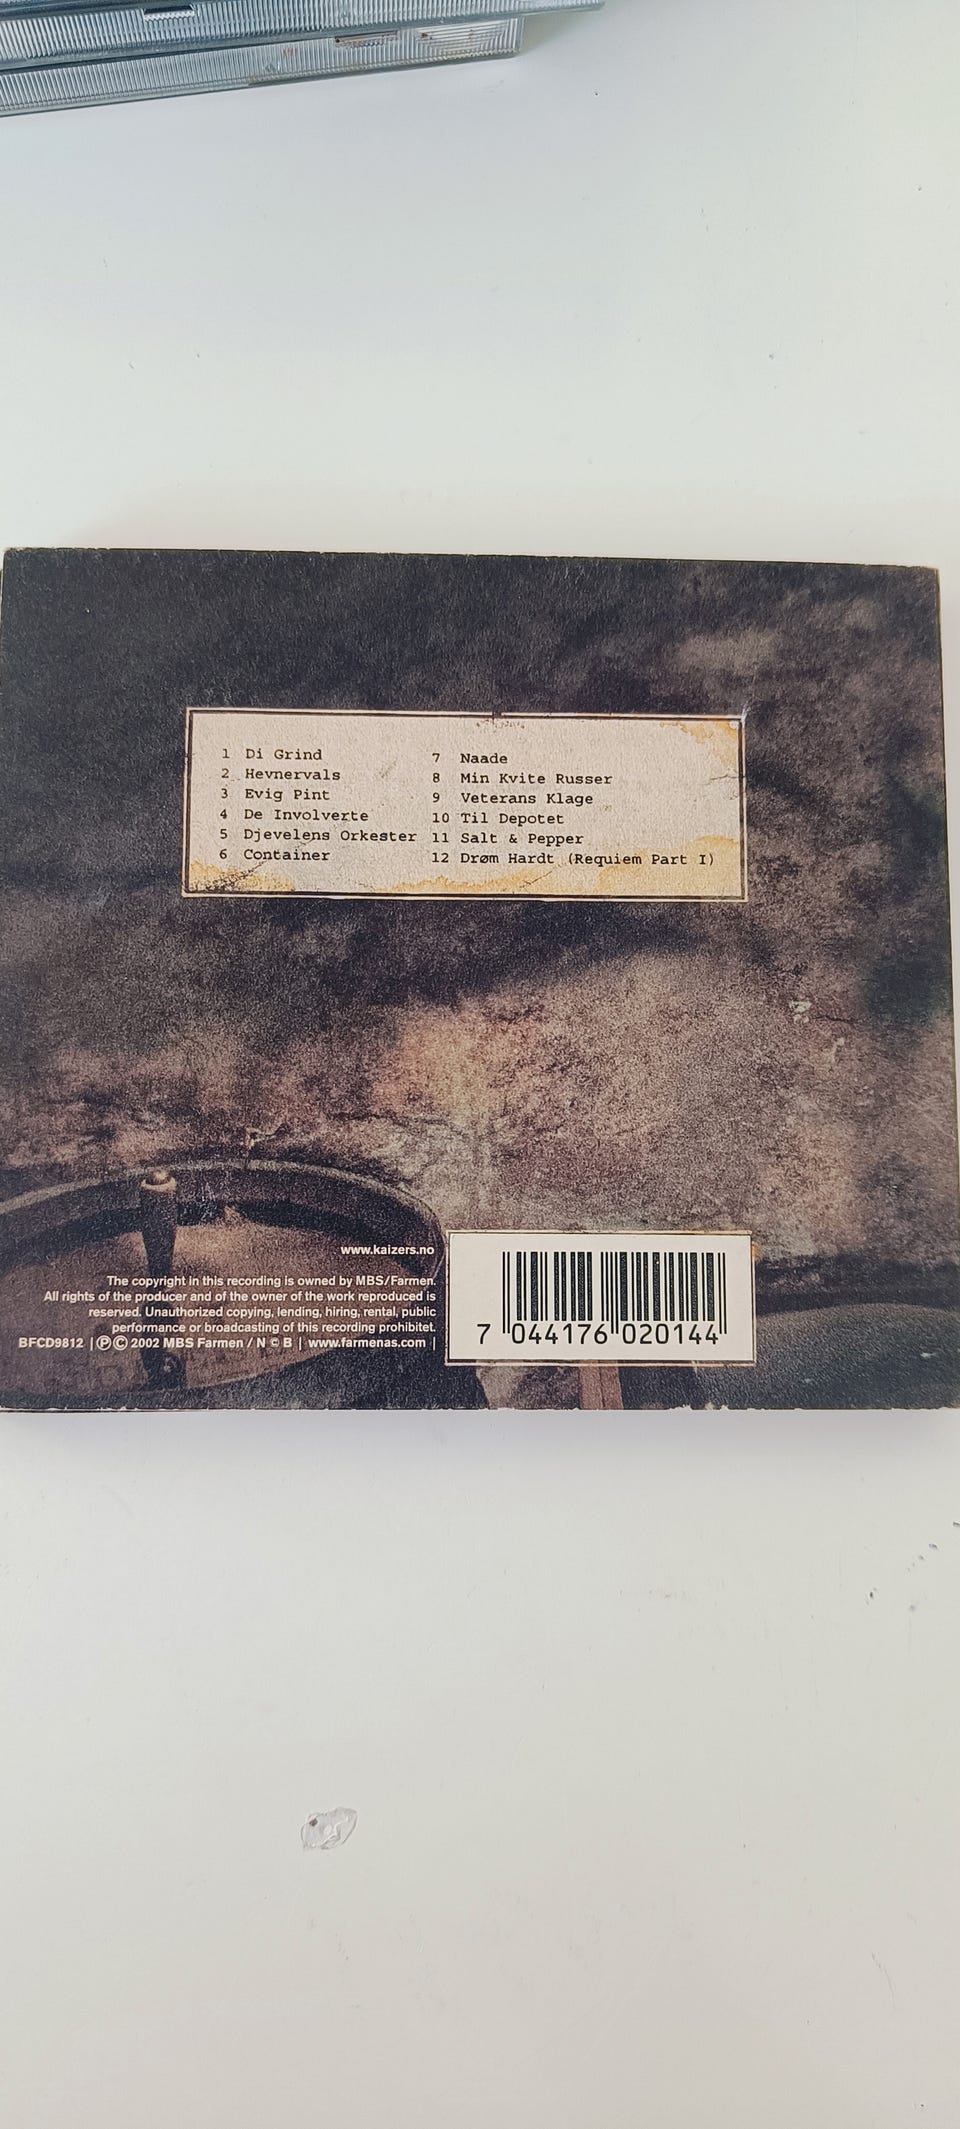 1 Di Grind
2 Hevnervals
3 Evig Pint
4 De Involverte
5 Djevelens Orkester
6 Container
7 Naade
8 Min Kvite Russer
9 Veterans Klage
10 Til Depotet
11 Salt & Pepper
12 Drøm Hardt (Requiem Part I)
www.kaizers.no
The copyright in this recording is owned by MBS/Farmen.
All rights of the producer and of the owner of the work reproduced is
reserved. Unauthorized copying, lending, hiring, rental, public
performance or broadcasting of this recording prohibitet.
BFCD9812 | ℗ © 2002 MBS Farmen / N © B | www.farmenas.com |
7 044176 020144